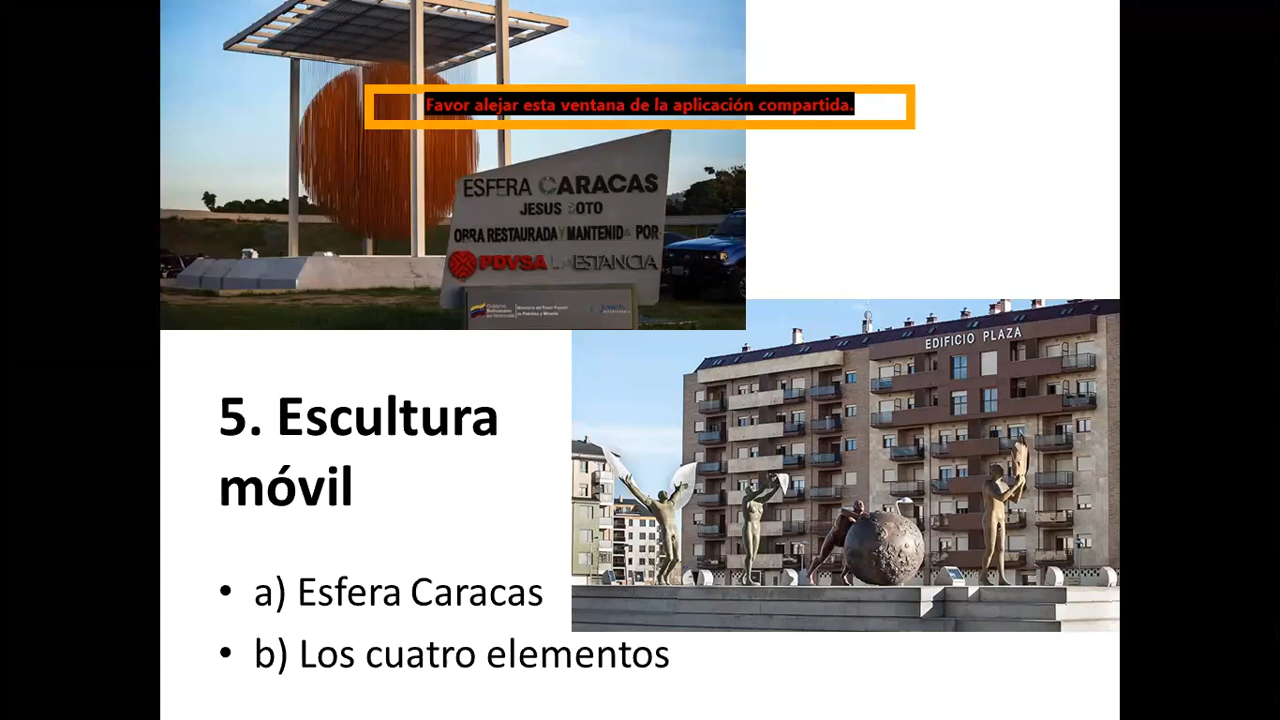 Favor alejar esta ventana de la aplicación compartida.
ESFERA CARACAS
JESUS SOTO
OBRA RESTAURADA Y MANTENIDA POR
PDVSA LA ESTANCIA
EDIFICIO PLAZA
5. Escultura
móvil
• a) Esfera Caracas
• b) Los cuatro elementos